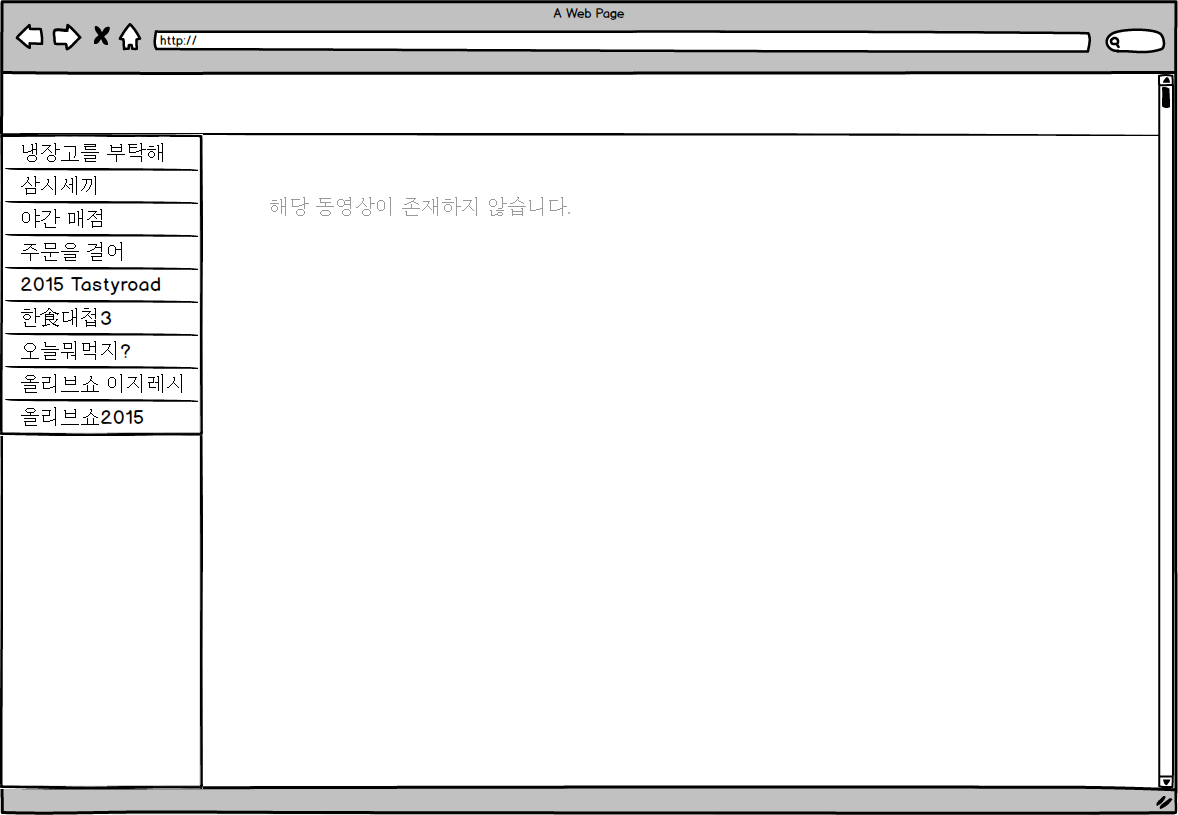 A Web Page
http://
냉장고를 부탁해
삼시세끼
야간 매점
주문을 걸어
2015 Tastyroad
한食대첩3
오늘뭐먹지?
올리브쇼 이지레시
올리브쇼2015
해당 동영상이 존재하지 않습니다.